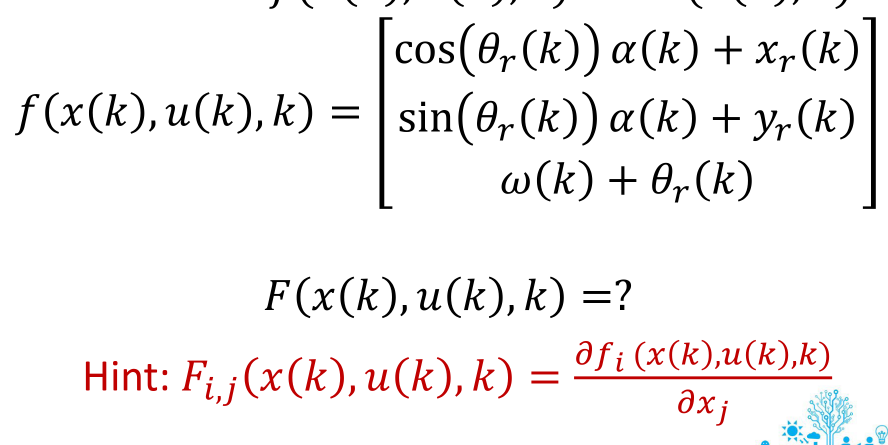 f(x(k), u(k), k) = [cos(θ_r(k)) α(k) + x_r(k)
sin(θ_r(k)) α(k) + y_r(k)
ω(k) + θ_r(k)]
F(x(k), u(k), k) =?
Hint: F_{i,j}(x(k), u(k), k) = ∂f_i (x(k),u(k),k) / ∂x_j